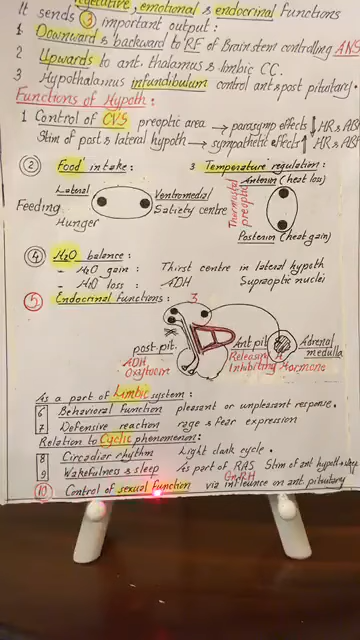 vegetative, emotional & endocrinal Functions
It sends 3 important output:
1. Downward & backward to RF of Brainstem controlling ANS
2. Upwards to ant. thalamus & limbic CC.
3 Hypothalamus infundibulum control ant & post pituitary.
Functions of Hypoth:
1 Control of CVS preoptic area → parasymp effects ↓ HR & AB
Stim of post & lateral hypoth → sympathetic effects ↑ HR & AB
2 Food intake:
Lateral
Feeding
Hunger
Ventromedial
Satiety centre
3 Temperature regulation:
Anterior (heat loss)
Thermostat
preoptic
Posterior (heat gain)
4 H2O balance:
- H2O gain: Thirst centre in lateral hypoth
- H2O loss: ADH Supraoptic nuclei
5 Endocrinal functions: 3
post. pit.
ADH
Oxytocin
Ant pit
Releasing H
Inhibiting Hormone
Adrenal
medulla
As a part of Limbic system:
6 Behavioral Function pleasant or unpleasant response.
7 Defensive reaction rage & fear expression
Relation to Cyclic phenomenon:
8 Circadian rhythm Light dark cycle.
9 Wakefulness & sleep As part of RAS Stim of ant hypoth → sleep
GnRH
10 Control of sexual function via influence on ant. pituitary